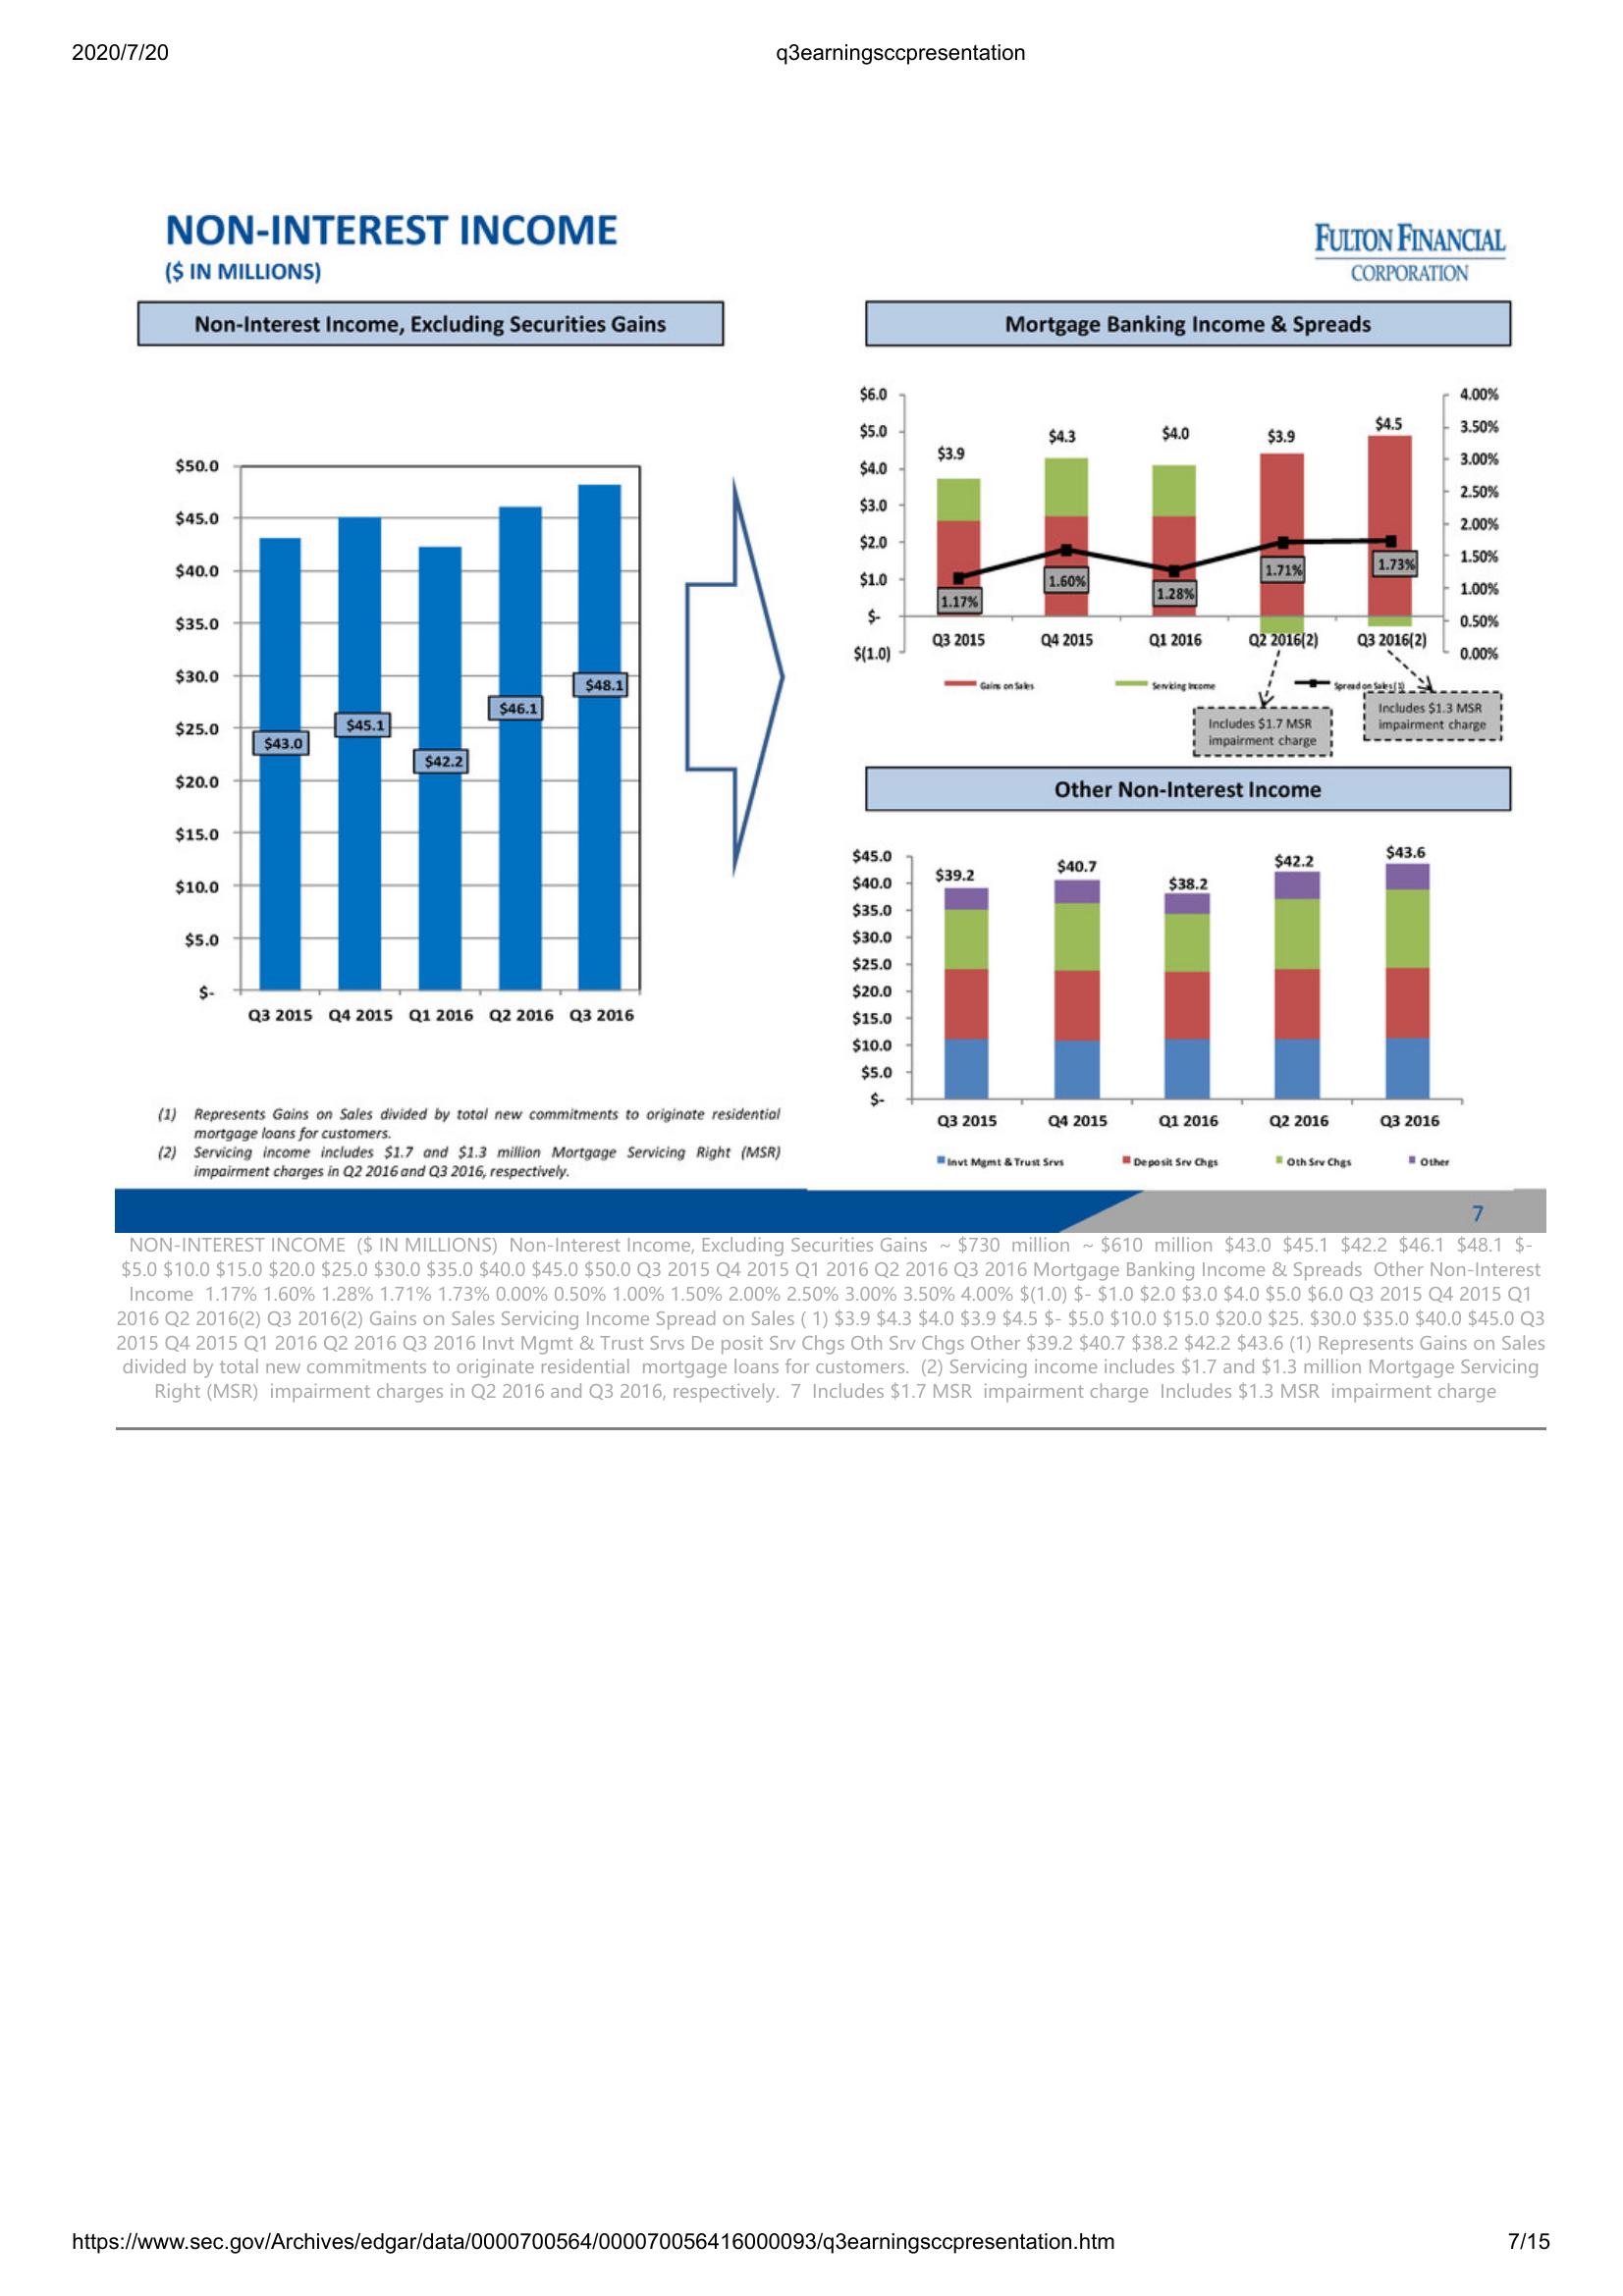 2020/7/20
q3earningsccpresentation
NON-INTEREST INCOME
($ IN MILLIONS)
FULTON FINANCIAL
CORPORATION
Non-Interest Income, Excluding Securities Gains
$50.0
$45.0
$40.0
$35.0
$30.0
$25.0
$20.0
$15.0
$10.0
$5.0
$-
$43.0
$45.1
$42.2
$46.1
$48.1
Q3 2015 Q4 2015 Q1 2016 Q2 2016 Q3 2016
Mortgage Banking Income & Spreads
$6.0
$5.0
$4.0
$3.0
$2.0
$1.0
$-
$(1.0)
$3.9
$4.3
$4.0
$3.9
$4.5
1.17%
1.60%
1.28%
1.71%
1.73%
4.00%
3.50%
3.00%
2.50%
2.00%
1.50%
1.00%
0.50%
0.00%
Q3 2015 Q4 2015 Q1 2016 Q2 2016(2) Q3 2016(2)
Gains on Sales Servicing Income Spread on Sales (1)
Includes $1.7 MSR
impairment charge
Includes $1.3 MSR
impairment charge
Other Non-Interest Income
$45.0
$40.0
$35.0
$30.0
$25.0
$20.0
$15.0
$10.0
$5.0
$-
$39.2
$40.7
$38.2
$42.2
$43.6
Q3 2015 Q4 2015 Q1 2016 Q2 2016 Q3 2016
Invt Mgmt & Trust Srvs Deposit Srv Chgs Oth Srv Chgs Other
(1) Represents Gains on Sales divided by total new commitments to originate residential
mortgage loans for customers.
(2) Servicing income includes $1.7 and $1.3 million Mortgage Servicing Right (MSR)
impairment charges in Q2 2016 and Q3 2016, respectively.
7
NON-INTEREST INCOME ($ IN MILLIONS) Non-Interest Income, Excluding Securities Gains ~ $730 million ~ $610 million $43.0 $45.1 $42.2 $46.1 $48.1 $-
$5.0 $10.0 $15.0 $20.0 $25.0 $30.0 $35.0 $40.0 $45.0 $50.0 Q3 2015 Q4 2015 Q1 2016 Q2 2016 Q3 2016 Mortgage Banking Income & Spreads Other Non-Interest
Income 1.17% 1.60% 1.28% 1.71% 1.73% 0.00% 0.50% 1.00% 1.50% 2.00% 2.50% 3.00% 3.50% 4.00% $(1.0) $- $1.0 $2.0 $3.0 $4.0 $5.0 $6.0 Q3 2015 Q4 2015 Q1
2016 Q2 2016(2) Q3 2016(2) Gains on Sales Servicing Income Spread on Sales ( 1) $3.9 $4.3 $4.0 $3.9 $4.5 $- $5.0 $10.0 $15.0 $20.0 $25. $30.0 $35.0 $40.0 $45.0 Q3
2015 Q4 2015 Q1 2016 Q2 2016 Q3 2016 Invt Mgmt & Trust Srvs De posit Srv Chgs Oth Srv Chgs Other $39.2 $40.7 $38.2 $42.2 $43.6 (1) Represents Gains on Sales
divided by total new commitments to originate residential mortgage loans for customers. (2) Servicing income includes $1.7 and $1.3 million Mortgage Servicing
Right (MSR) impairment charges in Q2 2016 and Q3 2016, respectively. 7 Includes $1.7 MSR impairment charge Includes $1.3 MSR impairment charge
https://www.sec.gov/Archives/edgar/data/0000700564/000070056416000093/q3earningsccpresentation.htm
7/15